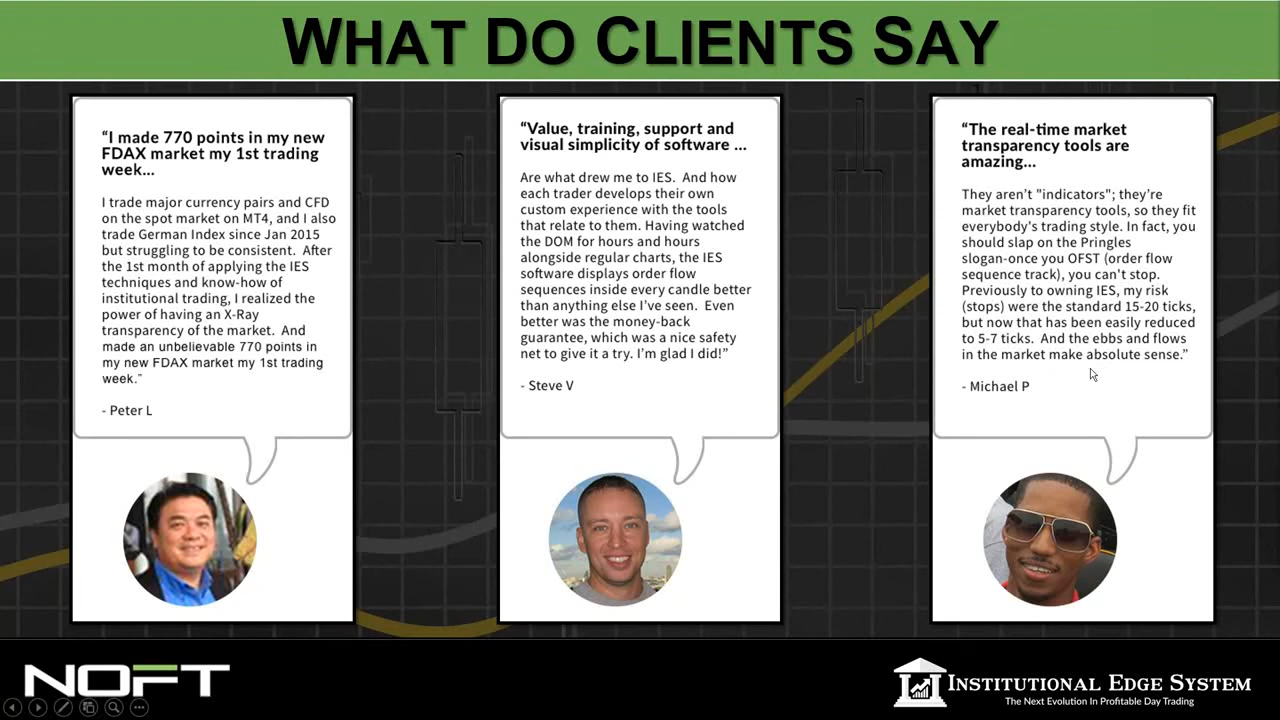 WHAT DO CLIENTS SAY
“I made 770 points in my new
FDAX market my 1st trading
week...
I trade major currency pairs and CFD
on the spot market on MT4, and I also
trade German Index since Jan 2015
but struggling to be consistent.  After
the 1st month of applying the IES
techniques and know-how of
institutional trading, I realized the
power of having an X-Ray
transparency of the market.  And
made an unbelievable 770 points in
my new FDAX market my 1st trading
week.”
- Peter L
“Value, training, support and
visual simplicity of software ...
Are what drew me to IES.  And how
each trader develops their own
custom experience with the tools
that relate to them. Having watched
the DOM for hours and hours
alongside regular charts, the IES
software displays order flow
sequences inside every candle better
than anything else I’ve seen.  Even
better was the money-back
guarantee, which was a nice safety
net to give it a try. I’m glad I did!”
- Steve V
“The real-time market
transparency tools are
amazing...
They aren’t "indicators"; they’re
market transparency tools, so they fit
everybody's trading style. In fact, you
should slap on the Pringles
slogan-once you OFST (order flow
sequence track), you can't stop.
Previously to owning IES, my risk
(stops) were the standard 15-20 ticks,
but now that has been easily reduced
to 5-7 ticks.  And the ebbs and flows
in the market make absolute sense.”
- Michael P
NOFT
INSTITUTIONAL EDGE SYSTEM
The Next Evolution In Profitable Day Trading